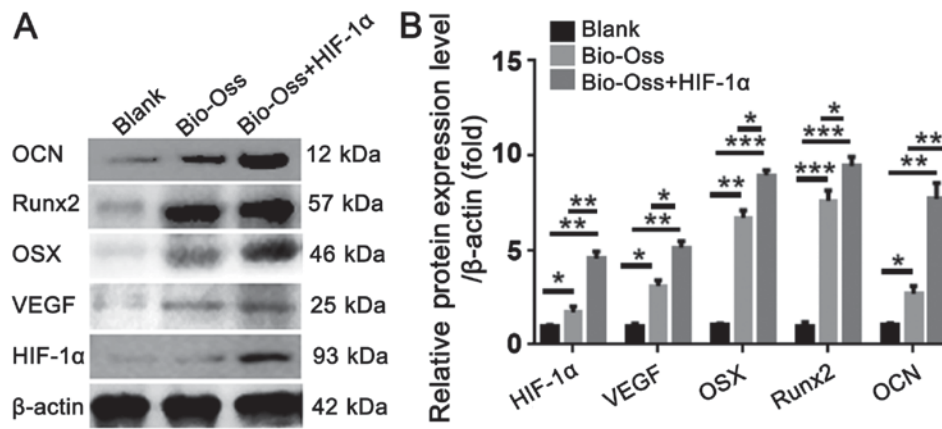 A
Blank
Bio-Oss
Bio-Oss+HIF-1α
OCN 12 kDa
Runx2 57 kDa
OSX 46 kDa
VEGF 25 kDa
HIF-1α 93 kDa
β-actin 42 kDa
B
Relative protein expression level
/β-actin (fold)
Blank
Bio-Oss
Bio-Oss+HIF-1α
15
10
5
0
*
**
**
*
**
*
**
***
*
***
***
*
*
**
**
HIF-1α
VEGF
OSX
Runx2
OCN